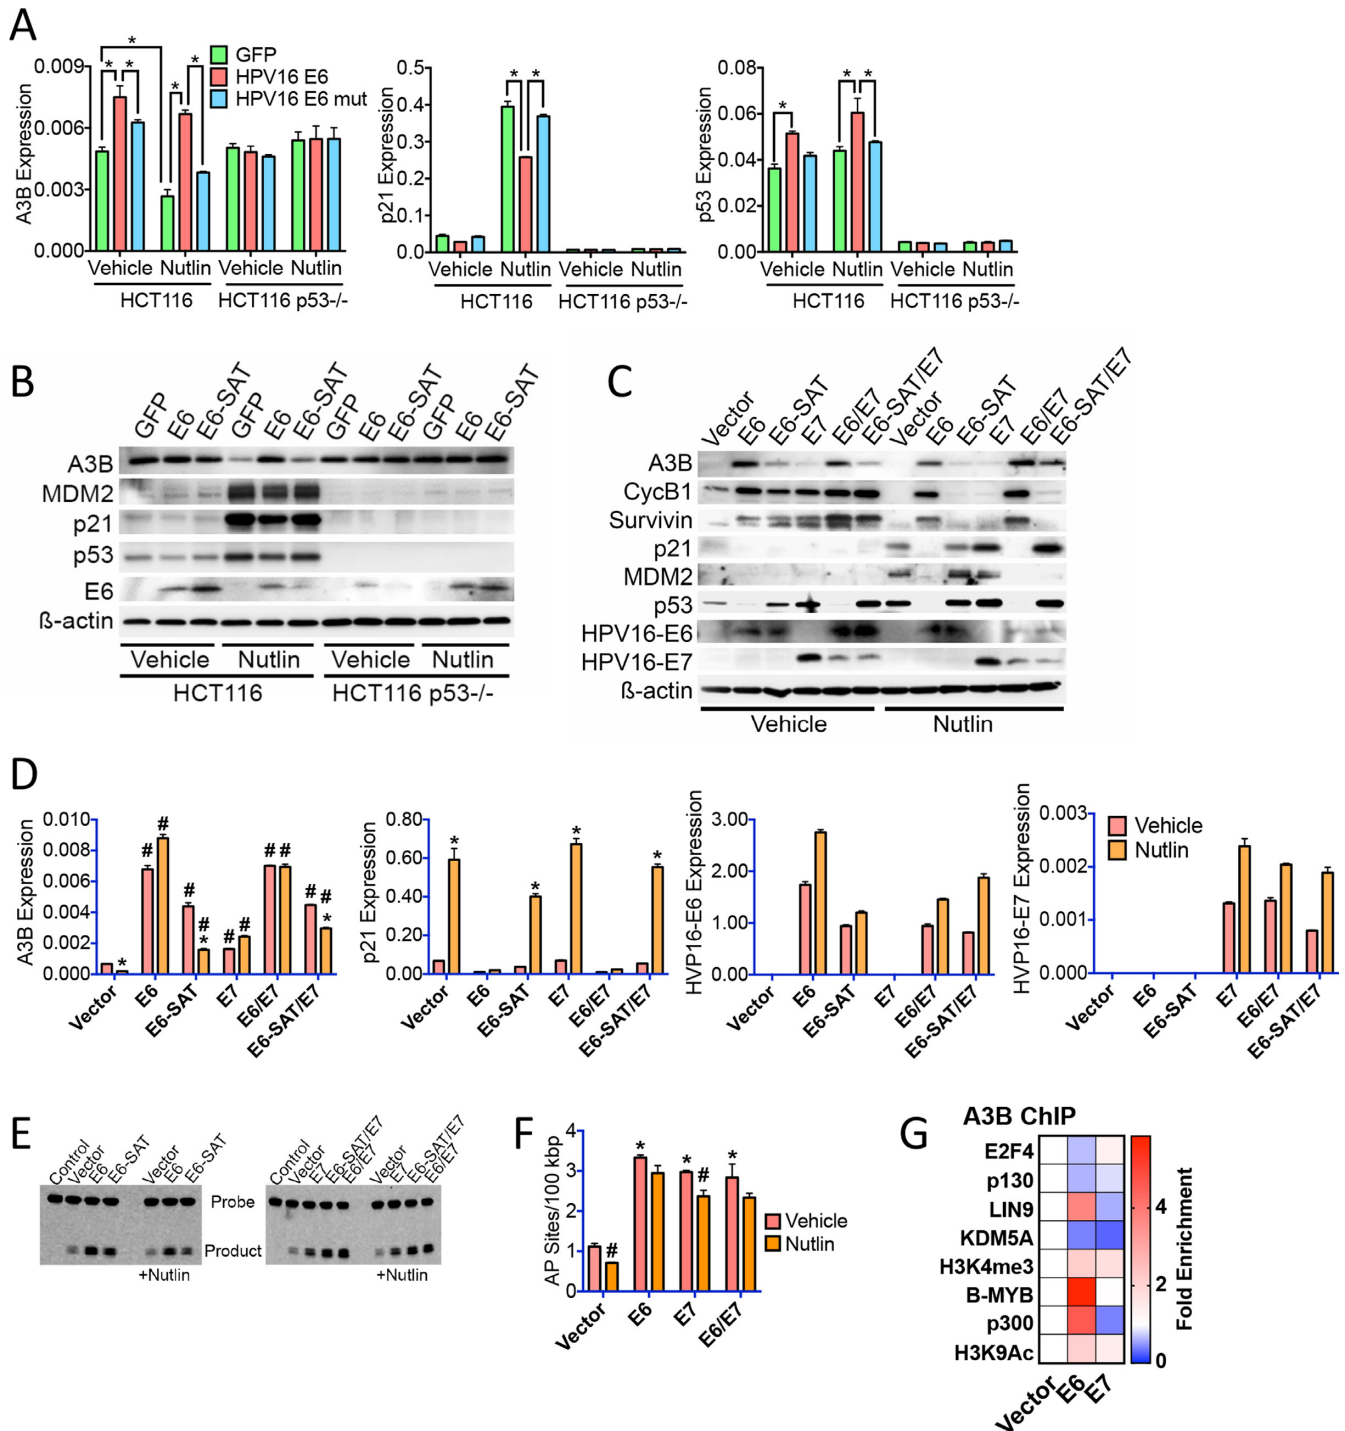 A
GFP
HPV16 E6
HPV16 E6 mut
A3B Expression
0.009
0.006
0.003
0.000
* * * * * *
Vehicle Nutlin Vehicle Nutlin
HCT116 HCT116 p53-/-
p21 Expression
0.5
0.4
0.3
0.2
0.1
0.0
* *
Vehicle Nutlin Vehicle Nutlin
HCT116 HCT116 p53-/-
p53 Expression
0.08
0.06
0.04
0.02
0.00
* * *
Vehicle Nutlin Vehicle Nutlin
HCT116 HCT116 p53-/-
B
GFP E6 E6-SAT GFP E6 E6-SAT GFP E6 E6-SAT GFP E6 E6-SAT
A3B
MDM2
p21
p53
E6
ß-actin
Vehicle Nutlin Vehicle Nutlin
HCT116 HCT116 p53-/-
C
Vector E6 E6-SAT E7 E6/E7 E6-SAT/E7 Vector E6 E6-SAT E7 E6/E7 E6-SAT/E7
A3B
CycB1
Survivin
p21
MDM2
p53
HPV16-E6
HPV16-E7
ß-actin
Vehicle Nutlin
D
A3B Expression
0.010
0.008
0.006
0.004
0.002
0.000
* # # # # * # # # # # # *
Vector E6 E6-SAT E7 E6/E7 E6-SAT/E7
p21 Expression
0.80
0.60
0.40
0.20
0.00
* * * *
Vector E6 E6-SAT E7 E6/E7 E6-SAT/E7
HVP16-E6 Expression
3.00
2.00
1.00
0.00
Vector E6 E6-SAT E7 E6/E7 E6-SAT/E7
HVP16-E7 Expression
0.003
0.002
0.001
0.000
Vehicle
Nutlin
Vector E6 E6-SAT E7 E6/E7 E6-SAT/E7
E
Control Vector E6 E6-SAT Vector E6 E6-SAT
Probe
Product
+Nutlin
Control Vector E7 E6-SAT/E7 E6/E7 Vector E7 E6-SAT/E7 E6/E7
+Nutlin
F
AP Sites/100 kbp
4
3
2
1
0
# * * # *
Vehicle
Nutlin
Vector E6 E7 E6/E7
G
A3B ChIP
E2F4
p130
LIN9
KDM5A
H3K4me3
B-MYB
p300
H3K9Ac
Vector E6 E7
4
2
0
Fold Enrichment